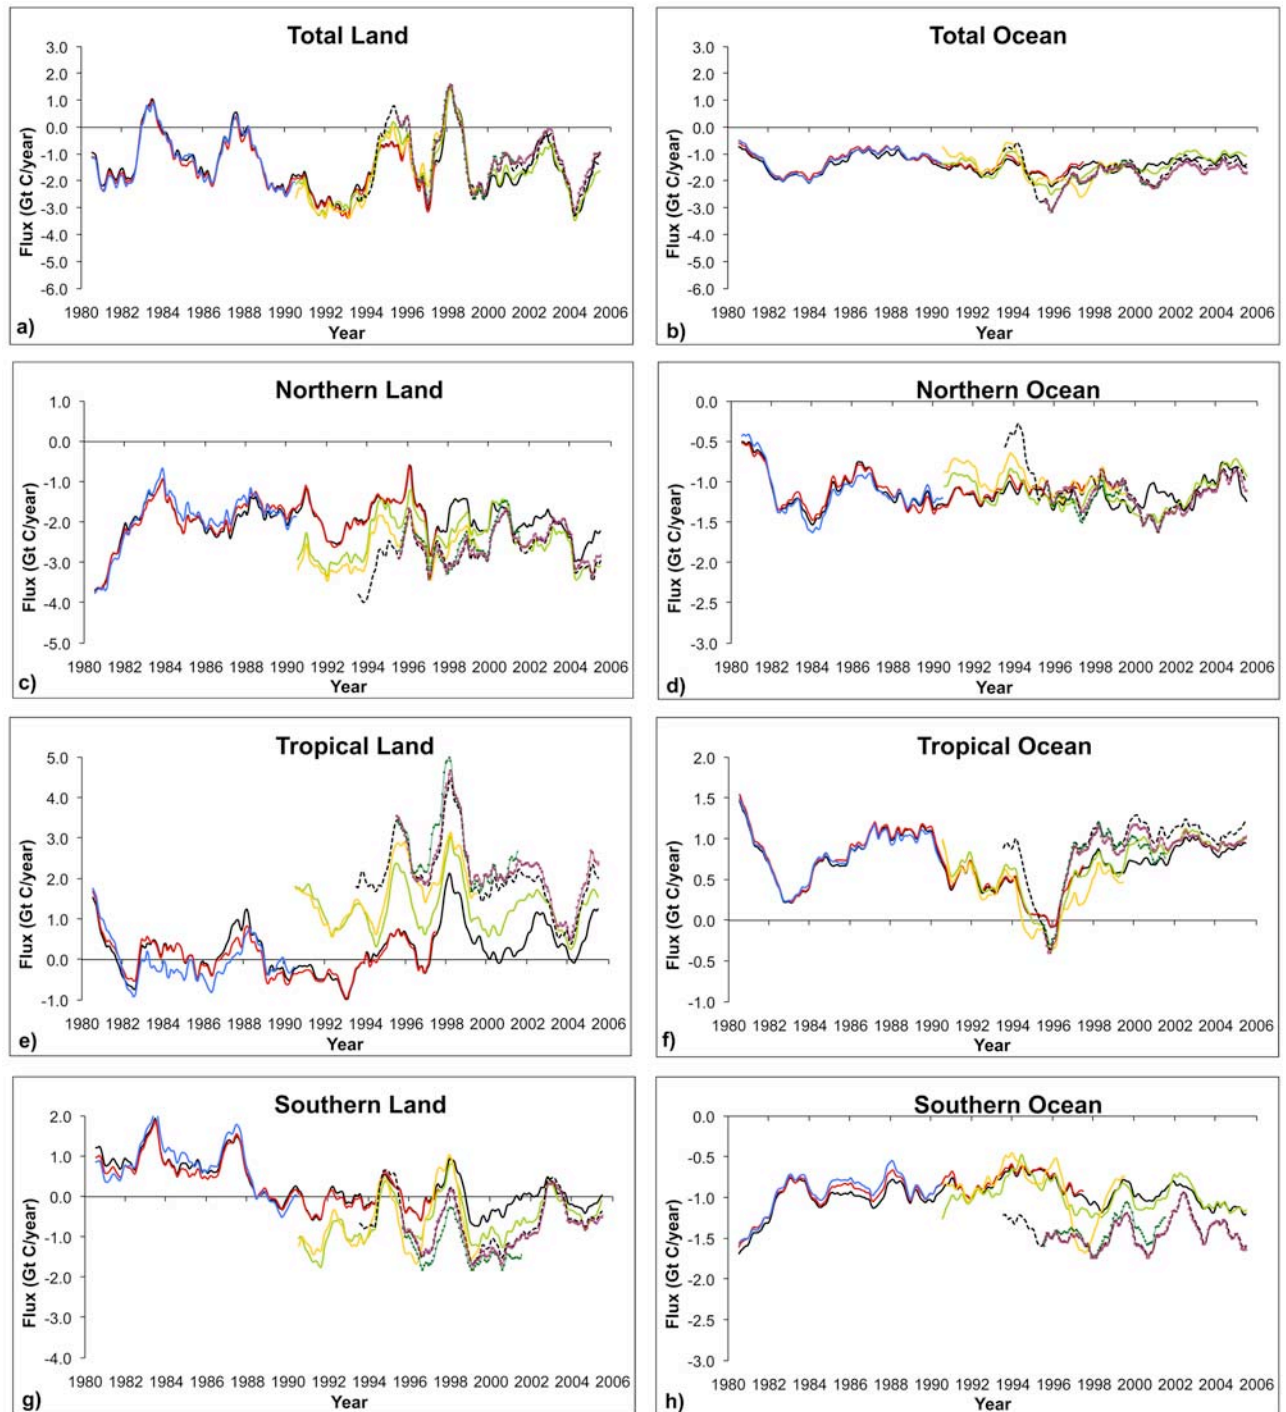 Total Land
Flux (Gt C/year)
3.0
2.0
1.0
0.0
-1.0
-2.0
-3.0
-4.0
-5.0
-6.0
1980 1982 1984 1986 1988 1990 1992 1994 1996 1998 2000 2002 2004 2006
Year
a)
Total Ocean
Flux (Gt C/year)
3.0
2.0
1.0
0.0
-1.0
-2.0
-3.0
-4.0
-5.0
-6.0
1980 1982 1984 1986 1988 1990 1992 1994 1996 1998 2000 2002 2004 2006
Year
b)
Northern Land
Flux (Gt C/year)
1.0
0.0
-1.0
-2.0
-3.0
-4.0
-5.0
1980 1982 1984 1986 1988 1990 1992 1994 1996 1998 2000 2002 2004 2006
Year
c)
Northern Ocean
Flux (Gt C/year)
0.0
-0.5
-1.0
-1.5
-2.0
-2.5
-3.0
1980 1982 1984 1986 1988 1990 1992 1994 1996 1998 2000 2002 2004 2006
Year
d)
Tropical Land
Flux (Gt C/year)
5.0
4.0
3.0
2.0
1.0
0.0
-1.0
1980 1982 1984 1986 1988 1990 1992 1994 1996 1998 2000 2002 2004 2006
Year
e)
Tropical Ocean
Flux (Gt C/year)
2.0
1.5
1.0
0.5
0.0
-0.5
-1.0
1980 1982 1984 1986 1988 1990 1992 1994 1996 1998 2000 2002 2004 2006
Year
f)
Southern Land
Flux (Gt C/year)
2.0
1.0
0.0
-1.0
-2.0
-3.0
-4.0
1980 1982 1984 1986 1988 1990 1992 1994 1996 1998 2000 2002 2004 2006
Year
g)
Southern Ocean
Flux (Gt C/year)
0.0
-0.5
-1.0
-1.5
-2.0
-2.5
-3.0
1980 1982 1984 1986 1988 1990 1992 1994 1996 1998 2000 2002 2004 2006
Year
h)